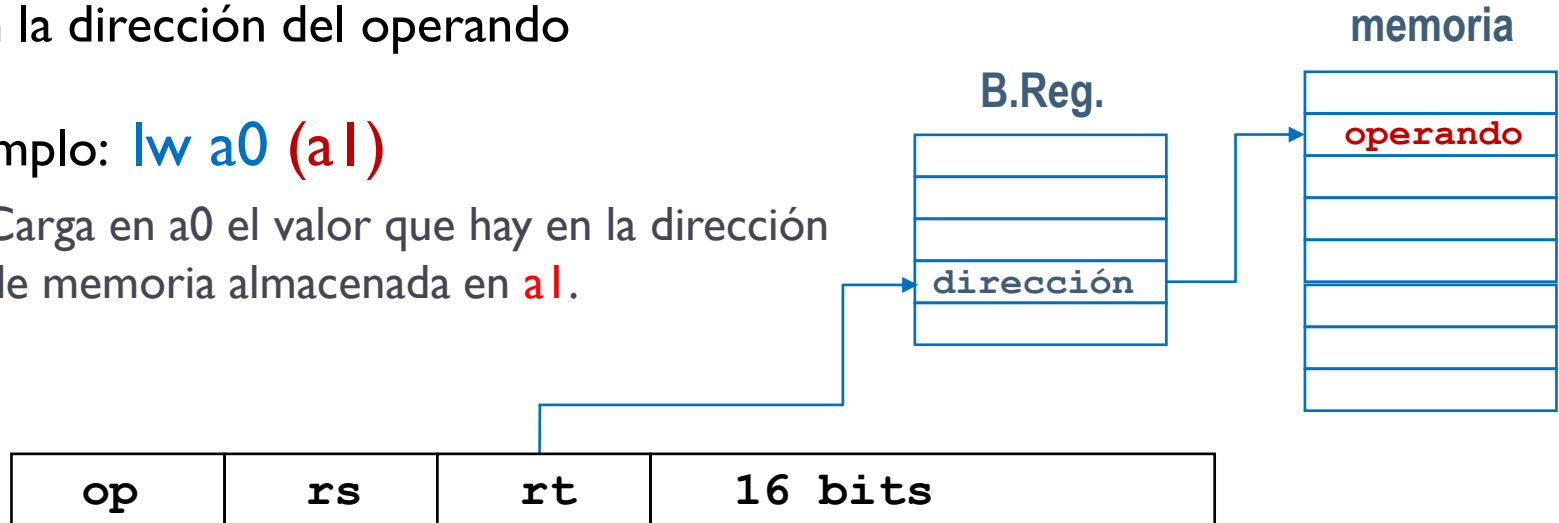 la dirección del operando
memoria
B.Reg.
mplo: lw a0 (a1)
operando
Carga en a0 el valor que hay en la dirección
de memoria almacenada en a1.
dirección
op rs rt 16 bits